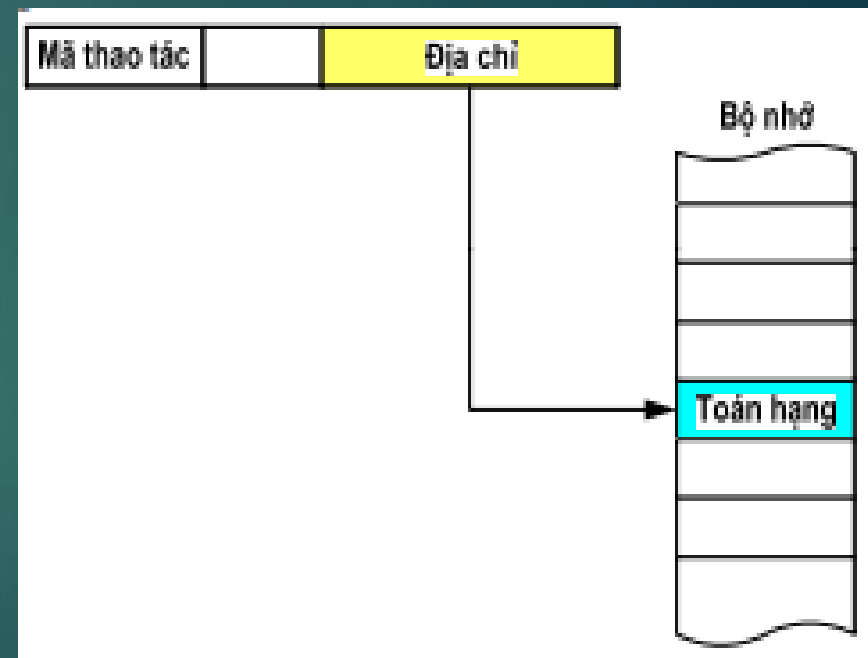 Mã thao tác
Địa chỉ
Bộ nhớ
Toán hạng